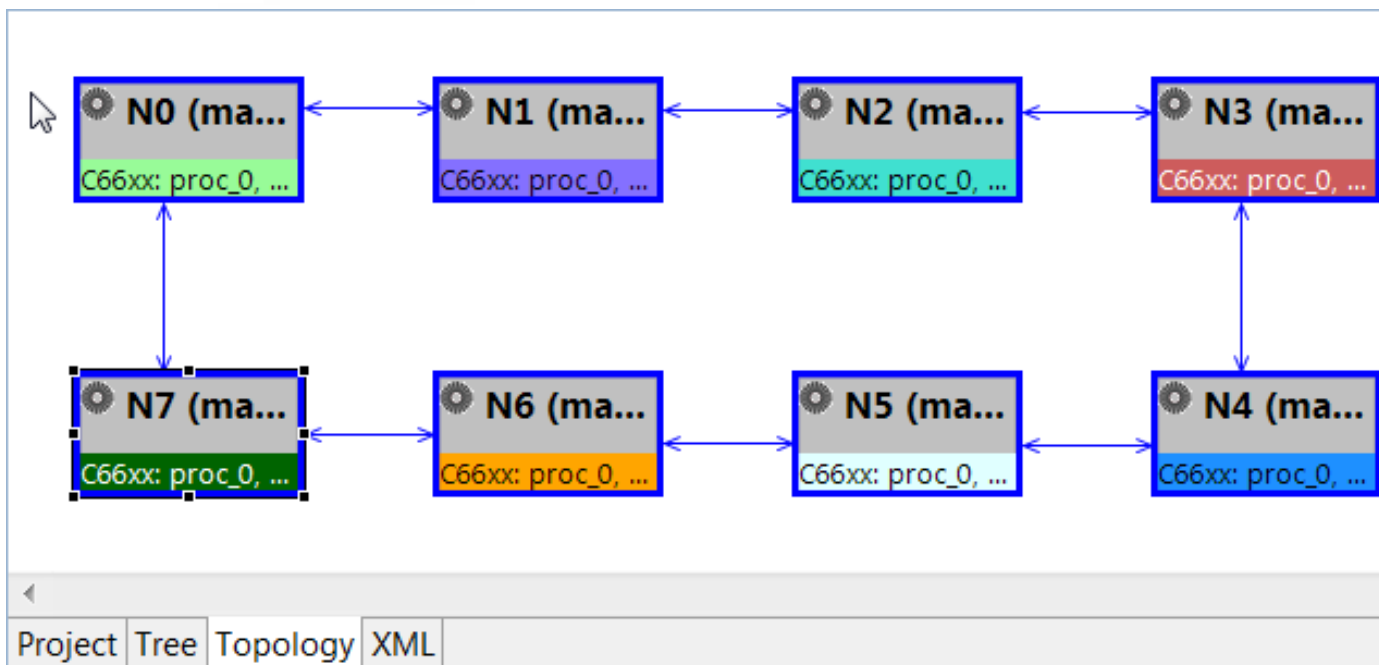 N0 (ma... N1 (ma... N2 (ma... N3 (ma...
C66xx: proc_0, ... C66xx: proc_0, ... C66xx: proc_0, ... C66xx: proc_0, ...
N7 (ma... N6 (ma... N5 (ma... N4 (ma...
C66xx: proc_0, ... C66xx: proc_0, ... C66xx: proc_0, ... C66xx: proc_0, ...
Project Tree Topology XML